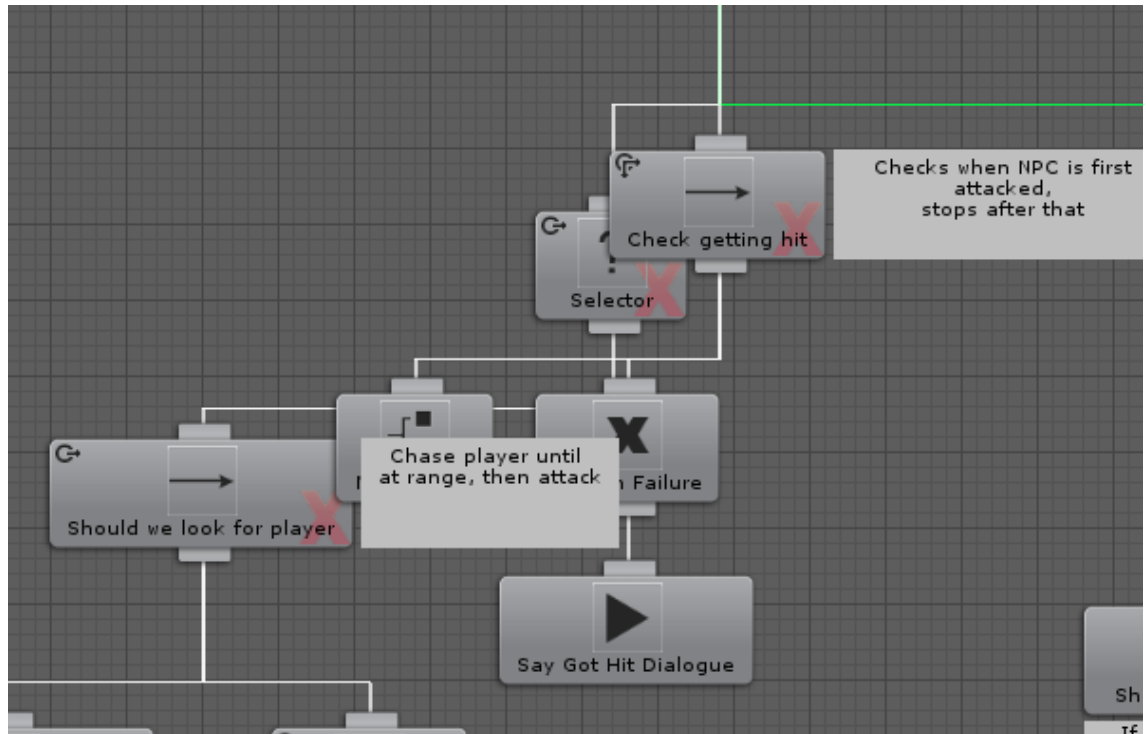 Checks when NPC is first
attacked,
stops after that
Check getting hit
Selector
Chase player until
at range, then attack
Failure
Should we look for player
Say Got Hit Dialogue
Sh
If